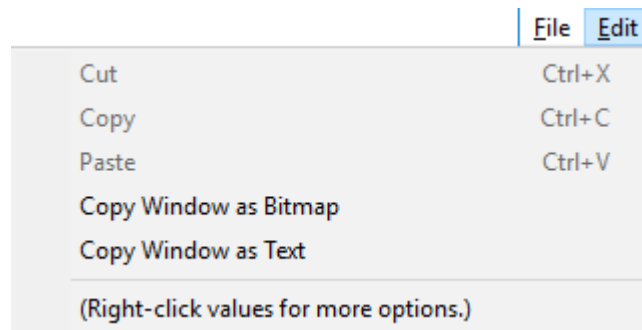 File Edit
Cut Ctrl+X
Copy Ctrl+C
Paste Ctrl+V
Copy Window as Bitmap
Copy Window as Text
(Right-click values for more options.)